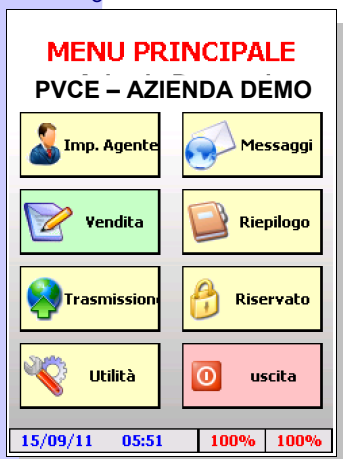 MENU PRINCIPALE
PVCE – AZIENDA DEMO
Imp. Agente
Messaggi
Vendita
Riepilogo
Trasmission
Riservato
Utilità
uscita
15/09/11 05:51 100% 100%